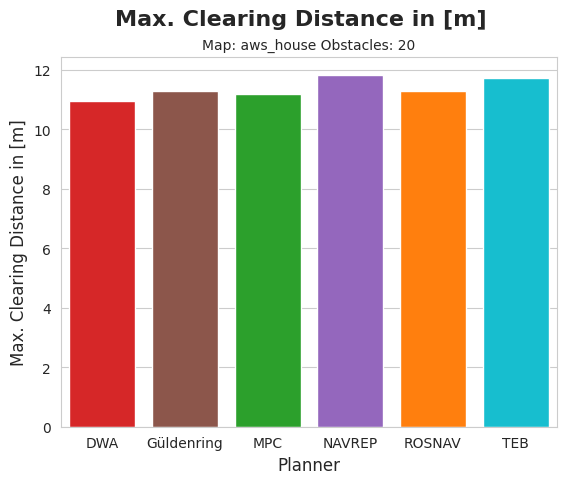 Max. Clearing Distance in [m]
Map: aws_house Obstacles: 20
Max. Clearing Distance in [m]
12
10
8
6
4
2
0
DWA Güldenring MPC NAVREP ROSNAV TEB
Planner